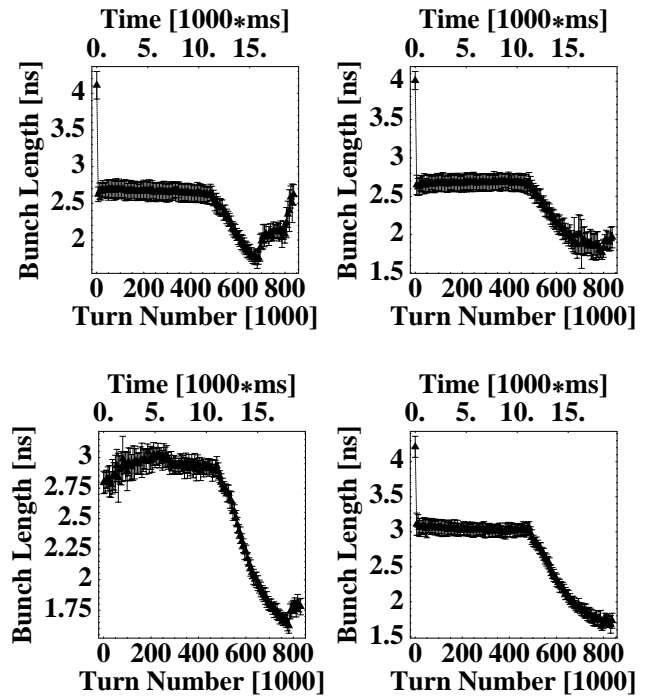 Time [1000*ms]
Time [1000*ms]
0. 5. 10. 15.
0. 5. 10. 15.
Bunch Length [ns]
4
3.5
3
2.5
2
Bunch Length [ns]
4
3.5
3
2.5
2
1.5
0 200 400 600 800
0 200 400 600 800
Turn Number [1000]
Turn Number [1000]
Time [1000*ms]
Time [1000*ms]
0. 5. 10. 15.
0. 5. 10. 15.
Bunch Length [ns]
3
2.75
2.5
2.25
2
1.75
Bunch Length [ns]
4
3.5
3
2.5
2
1.5
0 200 400 600 800
0 200 400 600 800
Turn Number [1000]
Turn Number [1000]